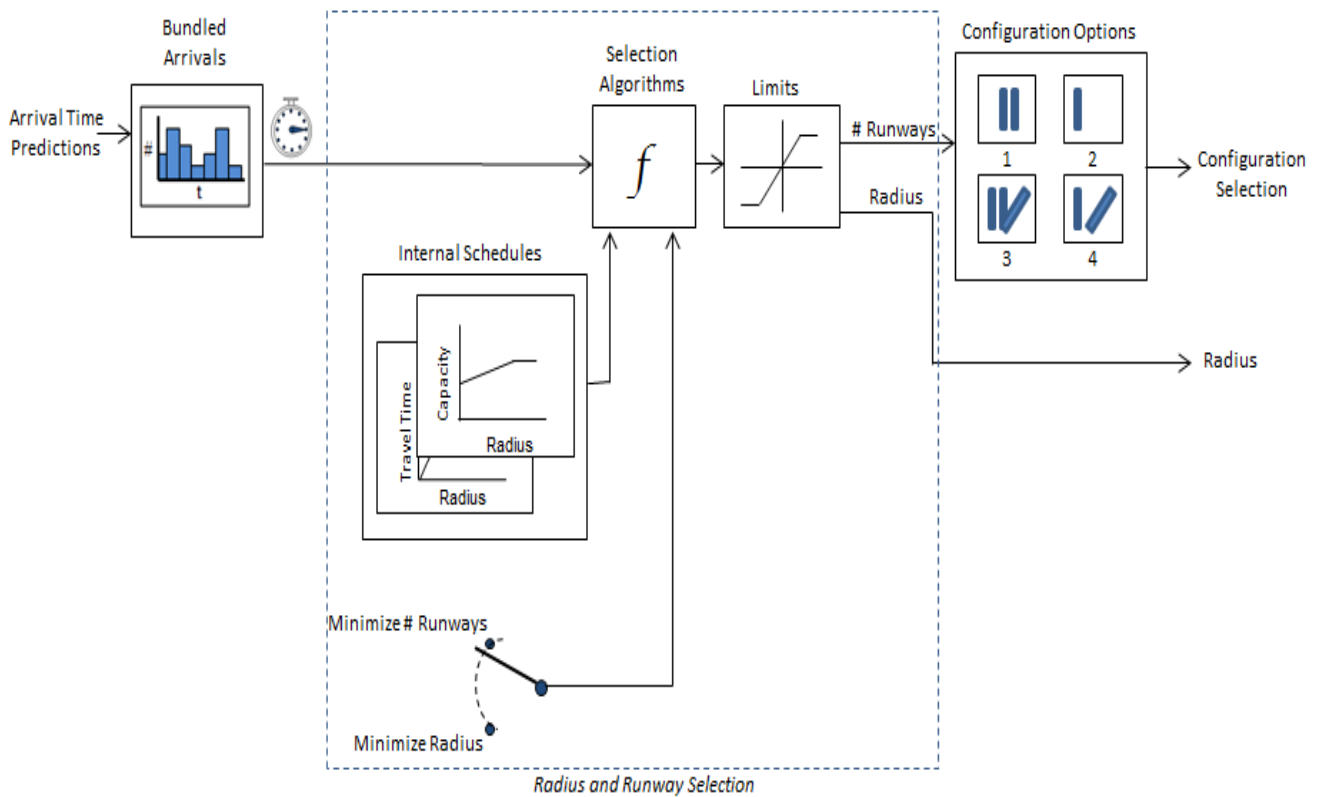 Bundled
Arrivals
Arrival Time
Predictions
#
t
Selection
Algorithms
f
Limits
# Runways
Radius
Configuration Options
1
2
3
4
Configuration
Selection
Radius
Internal Schedules
Capacity
Radius
Travel Time
Radius
Minimize # Runways
Minimize Radius
Radius and Runway Selection